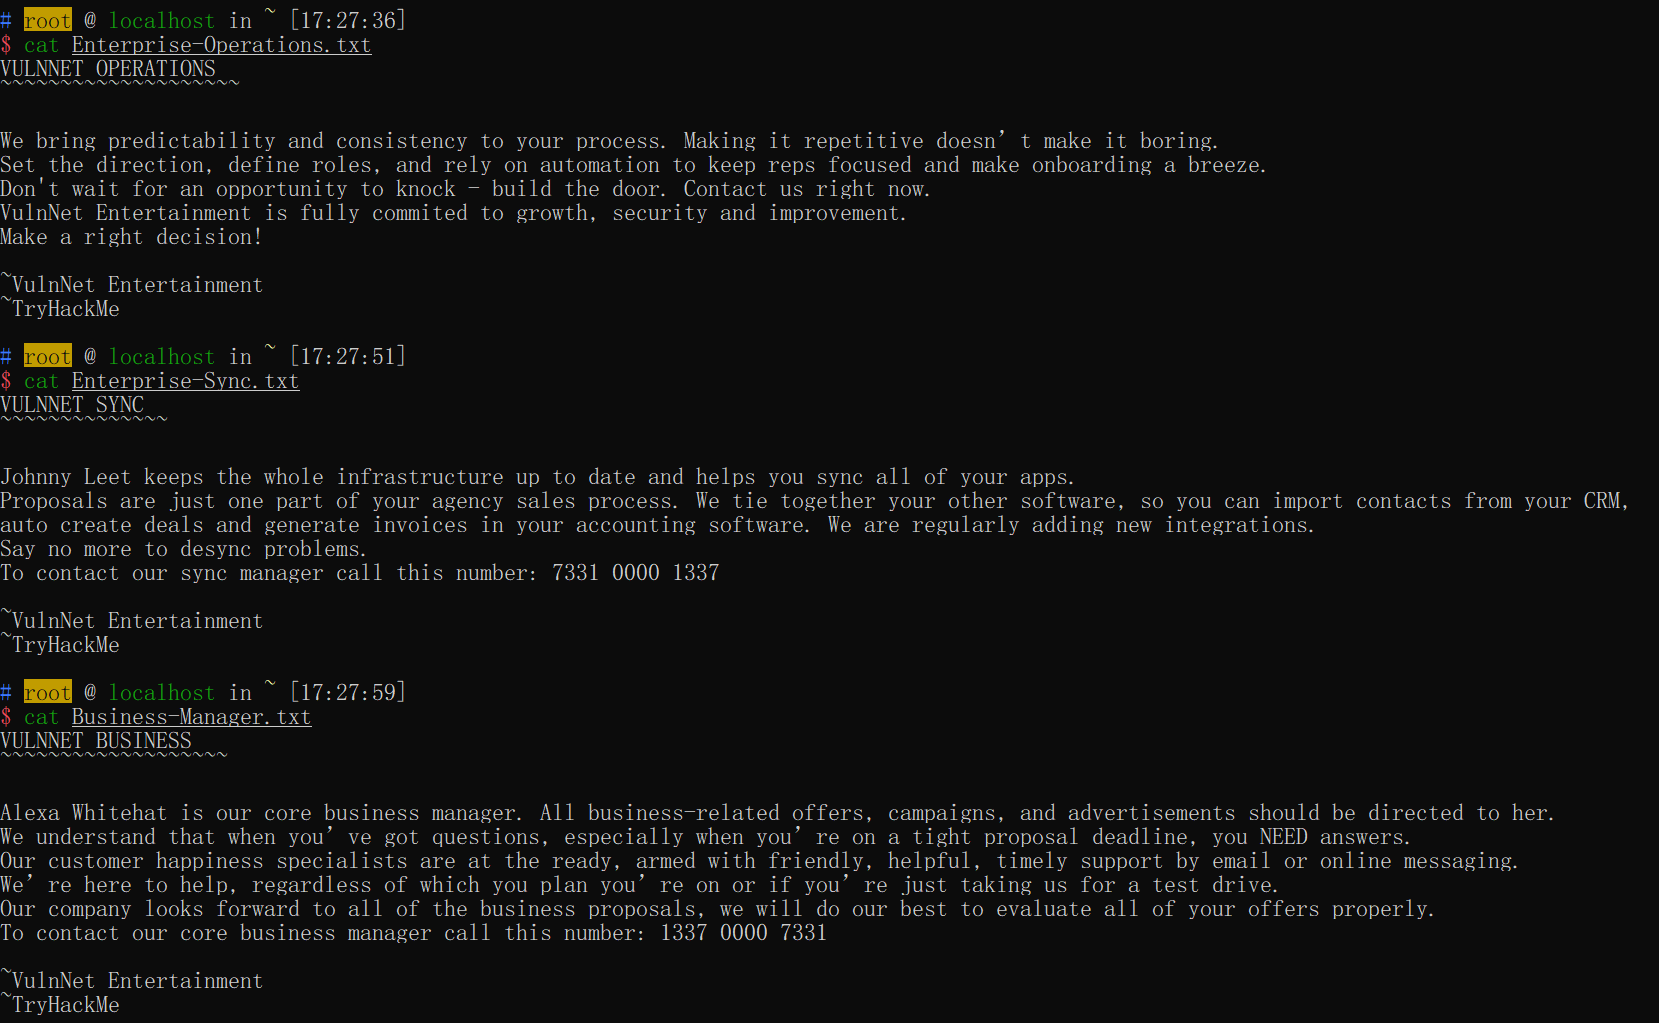 # root @ localhost in ~ [17:27:36]
$ cat Enterprise-Operations.txt
VULNNET OPERATIONS
~~~~~~~~~~~~~~~~~~~~
We bring predictability and consistency to your process. Making it repetitive doesn’t make it boring.
Set the direction, define roles, and rely on automation to keep reps focused and make onboarding a breeze.
Don't wait for an opportunity to knock - build the door. Contact us right now.
VulnNet Entertainment is fully commited to growth, security and improvement.
Make a right decision!
~VulnNet Entertainment
~TryHackMe
# root @ localhost in ~ [17:27:51]
$ cat Enterprise-Sync.txt
VULNNET SYNC
~~~~~~~~~~~~~~
Johnny Leet keeps the whole infrastructure up to date and helps you sync all of your apps.
Proposals are just one part of your agency sales process. We tie together your other software, so you can import contacts from your CRM,
auto create deals and generate invoices in your accounting software. We are regularly adding new integrations.
Say no more to desync problems.
To contact our sync manager call this number: 7331 0000 1337
~VulnNet Entertainment
~TryHackMe
# root @ localhost in ~ [17:27:59]
$ cat Business-Manager.txt
VULNNET BUSINESS
~~~~~~~~~~~~~~~~~~~
Alexa Whitehat is our core business manager. All business-related offers, campaigns, and advertisements should be directed to her.
We understand that when you’ve got questions, especially when you’re on a tight proposal deadline, you NEED answers.
Our customer happiness specialists are at the ready, armed with friendly, helpful, timely support by email or online messaging.
We’re here to help, regardless of which you plan you’re on or if you’re just taking us for a test drive.
Our company looks forward to all of the business proposals, we will do our best to evaluate all of your offers properly.
To contact our core business manager call this number: 1337 0000 7331
~VulnNet Entertainment
~TryHackMe